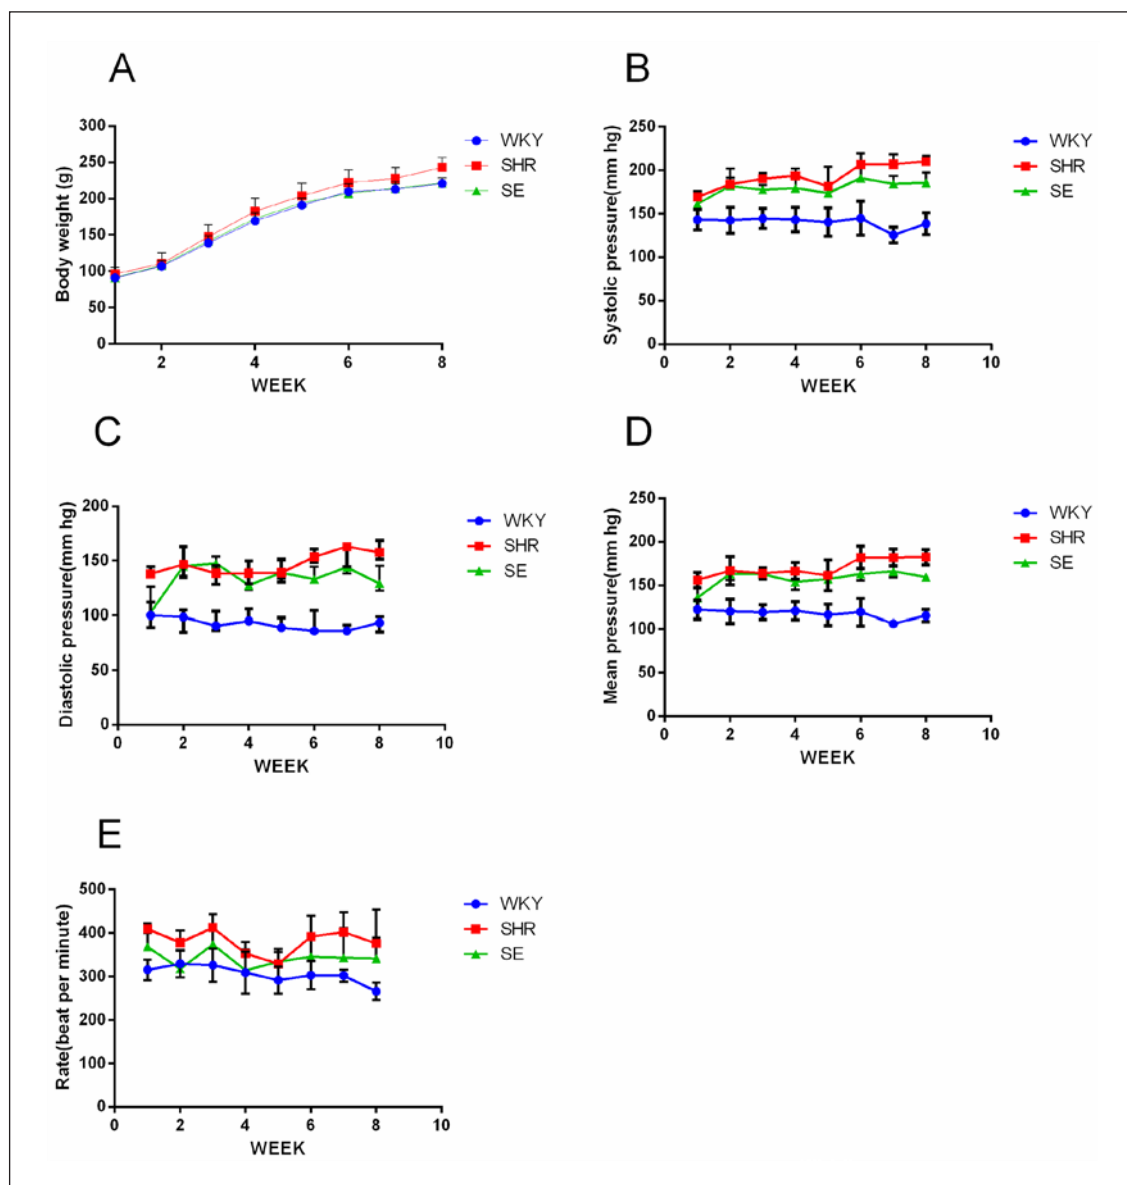 A
Body weight (g)
300
250
200
150
100
50
0
2 4 6 8
WEEK
WKY
SHR
SE
B
Systolic pressure(mm hg)
250
200
150
100
50
0
0 2 4 6 8 10
WEEK
WKY
SHR
SE
C
Diastolic pressure(mm hg)
200
150
100
50
0
0 2 4 6 8 10
WEEK
WKY
SHR
SE
D
Mean pressure(mm hg)
250
200
150
100
50
0
0 2 4 6 8 10
WEEK
WKY
SHR
SE
E
Rate(beat per minute)
500
400
300
200
100
0
0 2 4 6 8 10
WEEK
WKY
SHR
SE